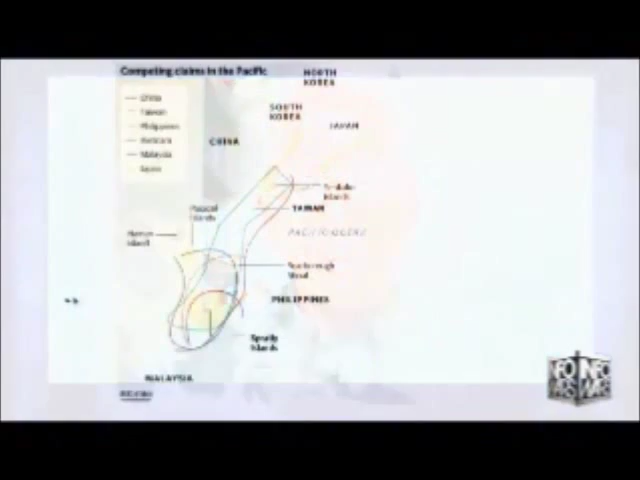 Competing claims in the Pacific
NORTH
KOREA
China
SOUTH
KOREA
Taiwan
Philippines
JAPAN
Vietnam
CHINA
Malaysia
Senkaku
Islands
Paracel
Islands
TAIWAN
Hainan
Island
PACIFIC OCEAN
Scarborough
Shoal
PHILIPPINES
Spratly
Islands
MALAYSIA
INFO
WARS